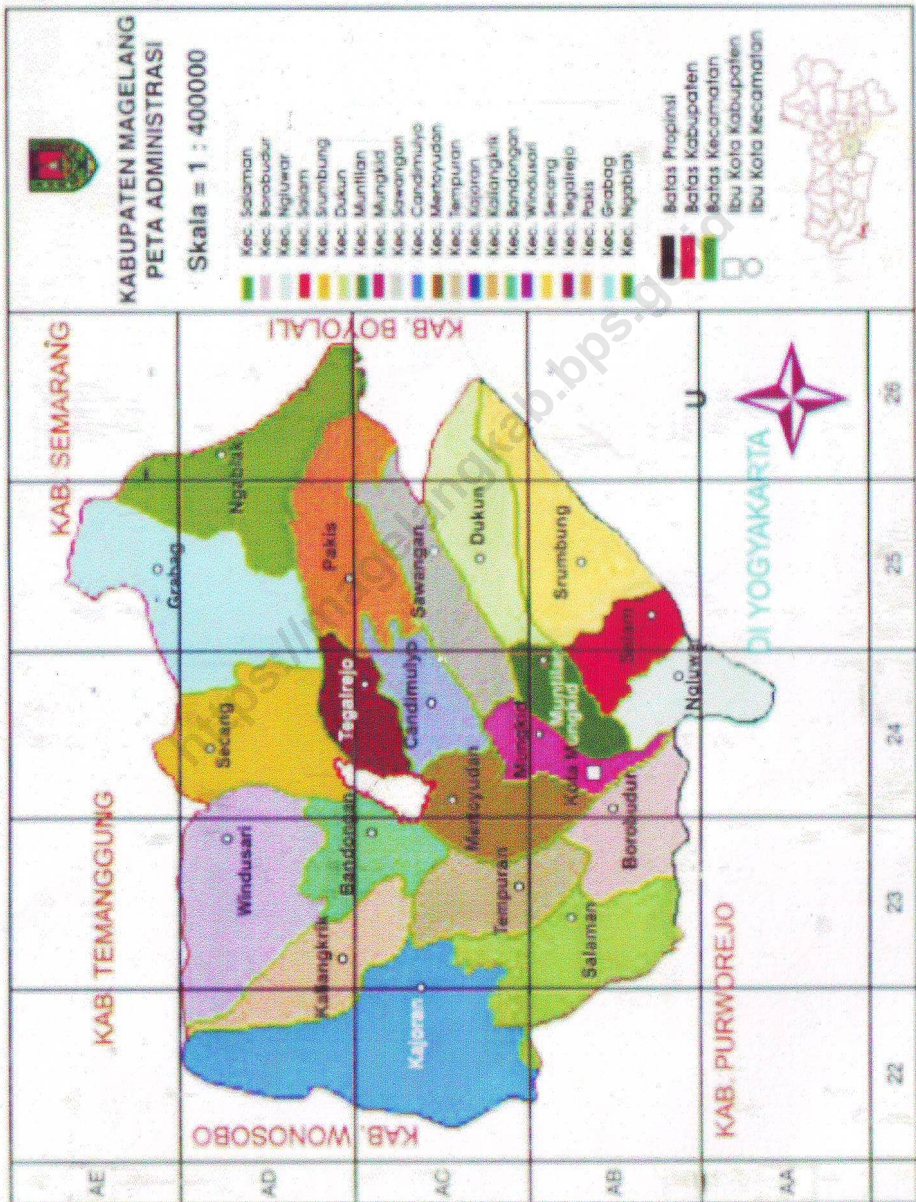 KABUPATEN MAGELANG
PETA ADMINISTRASI
Skala = 1 : 400000
Kec. Salaman
Kec. Borobudur
Kec. Ngluwar
Kec. Salam
Kec. Srumbung
Kec. Dukun
Kec. Muntilan
Kec. Mungkid
Kec. Sawangan
Kec. Candimulyo
Kec. Mertoyudan
Kec. Tempuran
Kec. Kajoran
Kec. Kaliangkrik
Kec. Bandongan
Kec. Windusari
Kec. Secang
Kec. Tegalrejo
Kec. Pakis
Kec. Grabag
Kec. Ngablak
Batas Propinsi
Batas Kabupaten
Batas Kecamatan
Ibu Kota Kabupaten
Ibu Kota Kecamatan
KAB. SEMARANG
KAB. TEMANGGUNG
KAB. BOYOLALI
KAB. WONOSOBO
KAB. PURWOREJO
DI YOGYAKARTA
U
Grabag
Ngablak
Secang
Windusari
Pakis
Tegalrejo
Bandongan
Kaliangkrik
Sawangan
Candimulyo
Kajoran
Dukun
Mertoyudan
Tempuran
Mungkid
Muntilan
Kota Mungkid
Srumbung
Salaman
Borobudur
Salam
Ngluwar
AE
AD
AC
AB
AA
22
23
24
25
26
https://magelangkab.bps.go.id